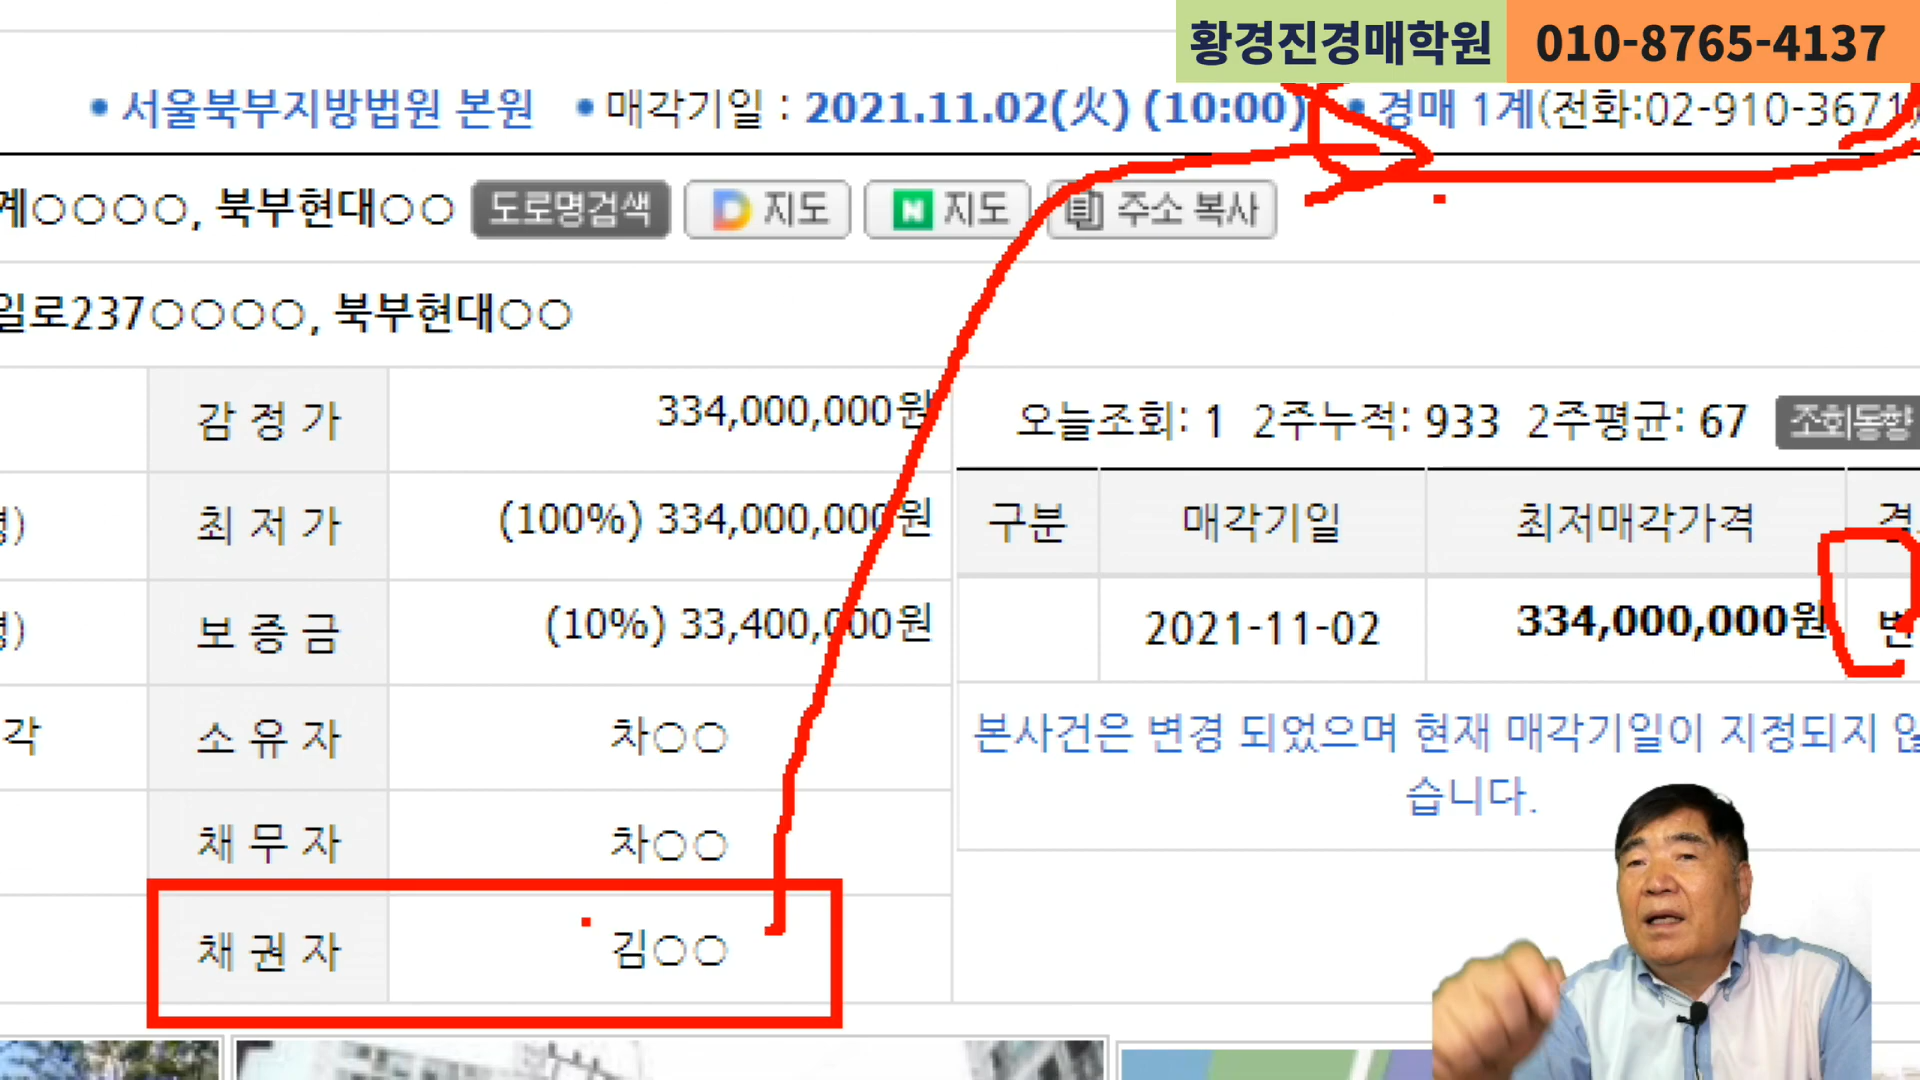 황경진경매학원 010-8765-4137
• 서울북부지방법원 본원 • 매각기일 : 2021.11.02(火) (10:00) • 경매 1계(전화:02-910-3671)
계○○○○, 북부현대○○ 도로명검색 지도 지도 주소 복사
일로237○○○○, 북부현대○○
감 정 가 334,000,000원
최 저 가 (100%) 334,000,000원
보 증 금 (10%) 33,400,000원
각 소 유 자 차○○
채 무 자 차○○
채 권 자 김○○
오늘조회: 1 2주누적: 933 2주평균: 67 조회동향
구분 매각기일 최저매각가격
2021-11-02 334,000,000원 변
본사건은 변경 되었으며 현재 매각기일이 지정되지 않
습니다.